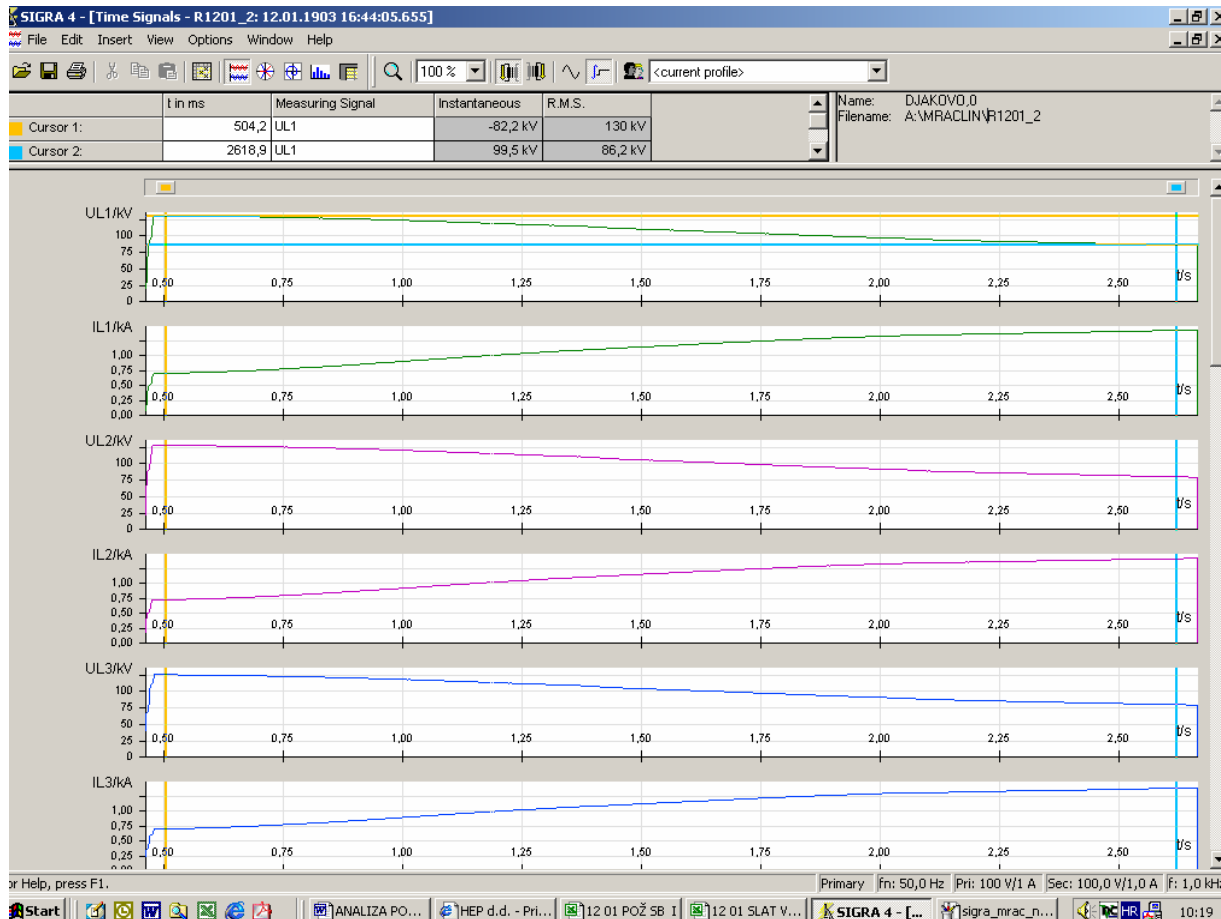 SIGRA 4 - [Time Signals - R1201_2: 12.01.1903 16:44:05.655]
File Edit Insert View Options Window Help
100 % <current profile>
t in ms Measuring Signal Instantaneous R.M.S.
Cursor 1: 504,2 UL1 -82,2 kV 130 kV
Cursor 2: 2618,9 UL1 99,5 kV 86,2 kV
Name: DJAKOVO,0
Filename: A:\MRACLIN\R1201_2
UL1/kV
100
75
50
25
0
0,50 0,75 1,00 1,25 1,50 1,75 2,00 2,25 2,50 t/s
IL1/kA
1,00
0,75
0,50
0,25
0,00
0,50 0,75 1,00 1,25 1,50 1,75 2,00 2,25 2,50 t/s
UL2/kV
100
75
50
25
0
0,50 0,75 1,00 1,25 1,50 1,75 2,00 2,25 2,50 t/s
IL2/kA
1,00
0,75
0,50
0,25
0,00
0,50 0,75 1,00 1,25 1,50 1,75 2,00 2,25 2,50 t/s
UL3/kV
100
75
50
25
0
0,50 0,75 1,00 1,25 1,50 1,75 2,00 2,25 2,50 t/s
IL3/kA
1,00
0,75
0,50
0,25
0,50 0,75 1,00 1,25 1,50 1,75 2,00 2,25 2,50 t/s
or Help, press F1.
Primary fn: 50,0 Hz Pri: 100 V/1 A Sec: 100,0 V/1,0 A f: 1,0 kHz
Start ANALIZA PO... HEP d.d. - Pri... 12 01 POŽ SB I 12 01 SLAT V... SIGRA 4 - [... sigra_mrac_n... HR 10:19